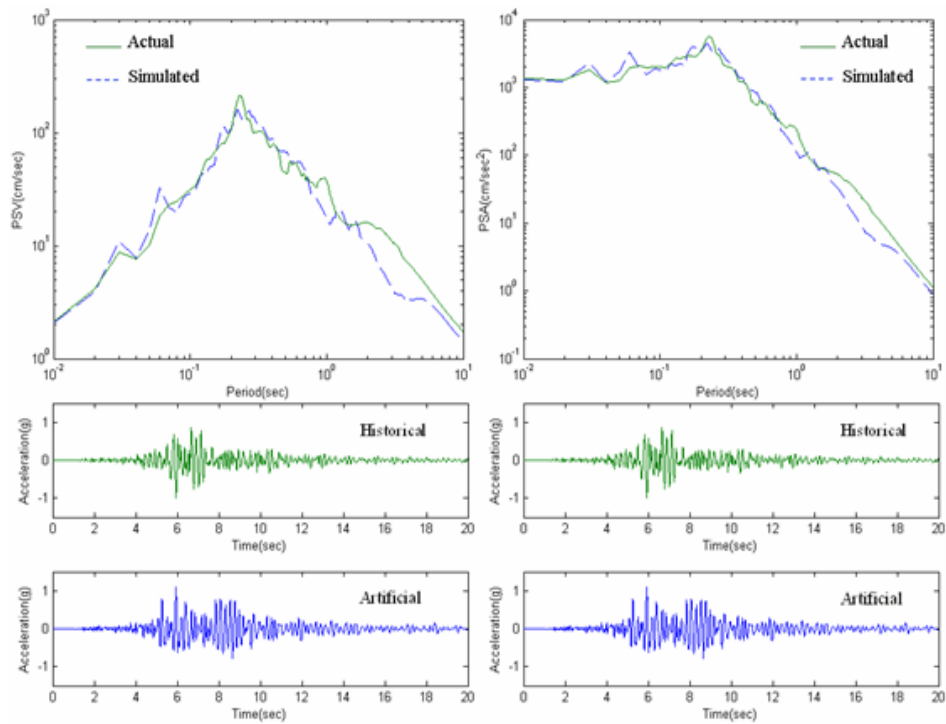 10^3
10^2
10^1
10^0
PSV(cm/sec)
Actual
Simulated
10^-2 10^-1 10^0 10^1
Period(sec)
10^4
10^3
10^2
10^1
10^0
10^-1
PSA(cm/sec^2)
Actual
Simulated
10^-2 10^-1 10^0 10^1
Period(sec)
1
0
-1
Acceleration(g)
Historical
0 2 4 6 8 10 12 14 16 18 20
Time(sec)
1
0
-1
Acceleration(g)
Historical
0 2 4 6 8 10 12 14 16 18 20
Time(sec)
1
0
-1
Acceleration(g)
Artificial
0 2 4 6 8 10 12 14 16 18 20
Time(sec)
1
0
-1
Acceleration(g)
Artificial
0 2 4 6 8 10 12 14 16 18 20
Time(sec)